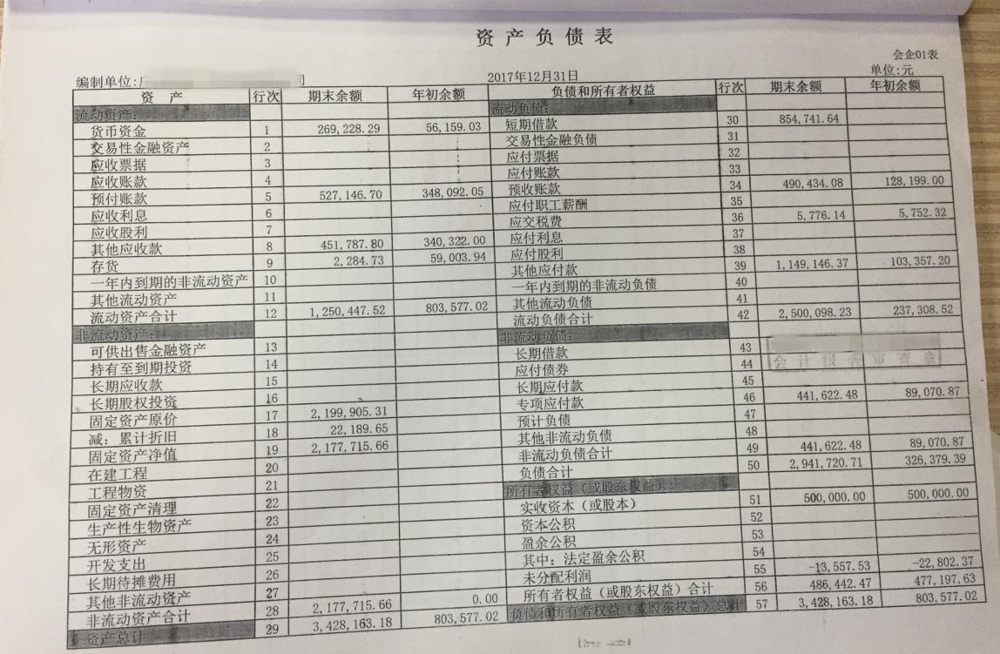 资产负债表
会企01表
编制单位: 司 2017年12月31日 单位:元
资 产 行次 期末余额 年初余额 负债和所有者权益 行次 期末余额 年初余额
流动资产: 流动负债:
货币资金 1 269,228.29 56,159.03 短期借款 30 854,741.64
交易性金融资产 2 交易性金融负债 31
应收票据 3 应付票据 32
应收账款 4 应付账款 33
预付账款 5 527,146.70 348,092.05 预收账款 34 490,434.08 128,199.00
应收利息 6 应付职工薪酬 35
应收股利 7 应交税费 36 5,776.14 5,752.32
其他应收款 8 451,787.80 340,322.00 应付利息 37
存货 9 2,284.73 59,003.94 应付股利 38
一年内到期的非流动资产 10 其他应付款 39 1,149,146.37 103,357.20
其他流动资产 11 一年内到期的非流动负债 40
流动资产合计 12 1,250,447.52 803,577.02 其他流动负债 41
非流动资产: 流动负债合计 42 2,500,098.23 237,308.52
可供出售金融资产 13 非流动负债:
持有至到期投资 14 长期借款 43
长期应收款 15 应付债券 44
长期股权投资 16 长期应付款 45
固定资产原价 17 2,199,905.31 专项应付款 46 441,622.48 89,070.87
减: 累计折旧 18 22,189.65 预计负债 47
固定资产净值 19 2,177,715.66 其他非流动负债 48
在建工程 20 非流动负债合计 49 441,622.48 89,070.87
工程物资 21 负债合计 50 2,941,720.71 326,379.39
固定资产清理 22 所有者权益（或股东权益）:
生产性生物资产 23 实收资本（或股本） 51 500,000.00 500,000.00
无形资产 24 资本公积 52
开发支出 25 盈余公积 53
长期待摊费用 26 其中: 法定盈余公积 54
其他非流动资产 27 未分配利润 55 -13,557.53 -22,802.37
非流动资产合计 28 2,177,715.66 0.00 所有者权益（或股东权益）合计 56 486,442.47 477,197.63
资产总计 29 3,428,163.18 803,577.02 负债和所有者权益（或股东权益）总计 57 3,428,163.18 803,577.02
会计报表审查章